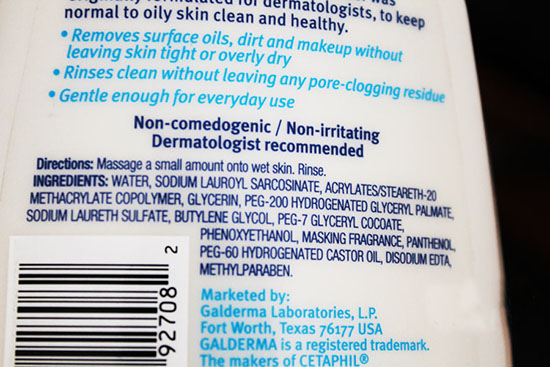 formulated for dermatologists, to keep
normal to oily skin clean and healthy.
• Removes surface oils, dirt and makeup without
leaving skin tight or overly dry
• Rinses clean without leaving any pore-clogging residue
• Gentle enough for everyday use
Non-comedogenic / Non-irritating
Dermatologist recommended
Directions: Massage a small amount onto wet skin. Rinse.
INGREDIENTS: WATER, SODIUM LAUROYL SARCOSINATE, ACRYLATES/STEARETH-20
METHACRYLATE COPOLYMER, GLYCERIN, PEG-200 HYDROGENATED GLYCERYL PALMATE,
SODIUM LAURETH SULFATE, BUTYLENE GLYCOL, PEG-7 GLYCERYL COCOATE,
PHENOXYETHANOL, MASKING FRAGRANCE, PANTHENOL,
PEG-60 HYDROGENATED CASTOR OIL, DISODIUM EDTA,
METHYLPARABEN.
92708 2
Marketed by:
Galderma Laboratories, L.P.
Fort Worth, Texas 76177 USA
GALDERMA is a registered trademark.
The makers of CETAPHIL®